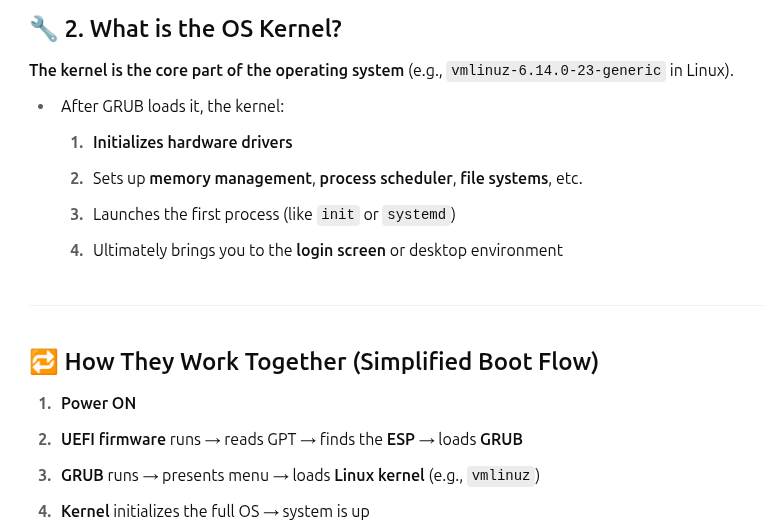 🔧 2. What is the OS Kernel?
The kernel is the core part of the operating system (e.g., vmlinuz-6.14.0-23-generic in Linux).
• After GRUB loads it, the kernel:
1. Initializes hardware drivers
2. Sets up memory management, process scheduler, file systems, etc.
3. Launches the first process (like init or systemd)
4. Ultimately brings you to the login screen or desktop environment
🔁 How They Work Together (Simplified Boot Flow)
1. Power ON
2. UEFI firmware runs → reads GPT → finds the ESP → loads GRUB
3. GRUB runs → presents menu → loads Linux kernel (e.g., vmlinuz)
4. Kernel initializes the full OS → system is up